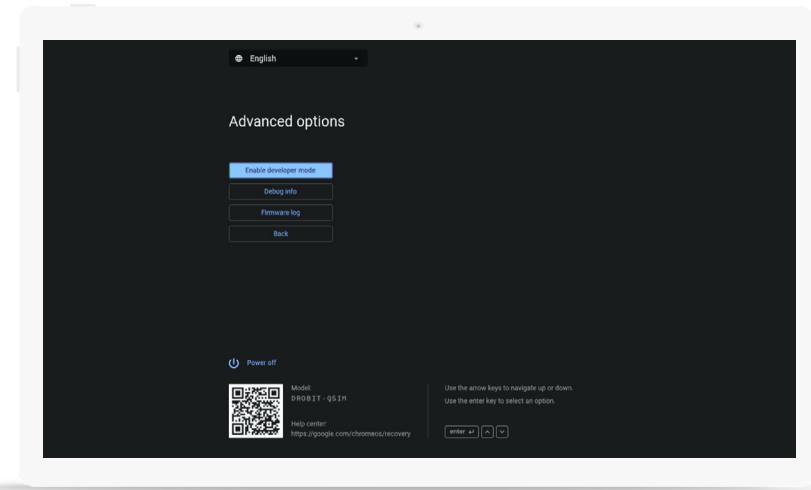 English
Advanced options
Enable developer mode
Debug info
Firmware log
Back
Power off
Model:
DROBIT-QSIM
Help center:
https://google.com/chromeos/recovery
Use the arrow keys to navigate up or down.
Use the enter key to select an option.
enter